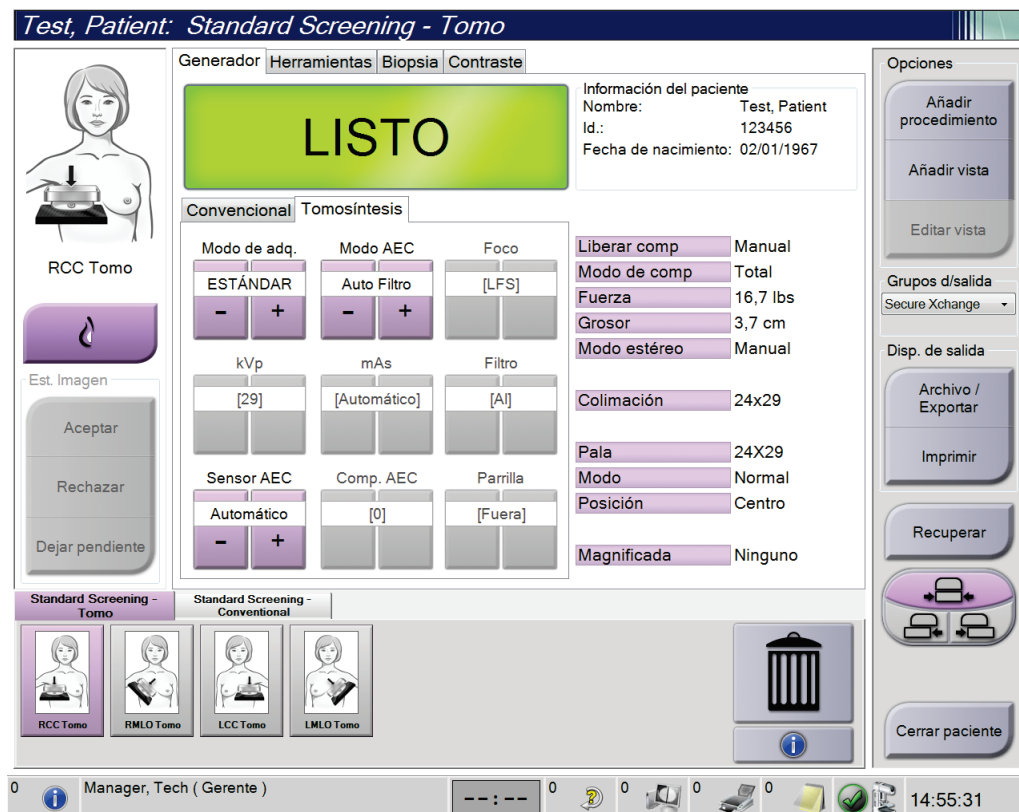 Test, Patient:  Standard Screening - Tomo
Generador Herramientas Biopsia Contraste
LISTO
Información del paciente
Nombre: Test, Patient
Id.: 123456
Fecha de nacimiento: 02/01/1967
RCC Tomo
Est. Imagen
Aceptar
Rechazar
Dejar pendiente
Convencional Tomosíntesis
Modo de adq. Modo AEC Foco
ESTÁNDAR Auto Filtro [LFS]
- + - +
kVp mAs Filtro
[29] [Automático] [Al]
Sensor AEC Comp. AEC Parrilla
Automático [0] [Fuera]
- +
Liberar comp Manual
Modo de comp Total
Fuerza 16,7 lbs
Grosor 3,7 cm
Modo estéreo Manual
Colimación 24x29
Pala 24X29
Modo Normal
Posición Centro
Magnificada Ninguno
Opciones
Añadir
procedimiento
Añadir vista
Editar vista
Grupos d/salida
Secure Xchange
Disp. de salida
Archivo /
Exportar
Imprimir
Recuperar
Cerrar paciente
Standard Screening -
Tomo
Standard Screening -
Conventional
RCC Tomo RMLO Tomo LCC Tomo LMLO Tomo
0 Manager, Tech ( Gerente ) --:-- 0 0 0 0 14:55:31